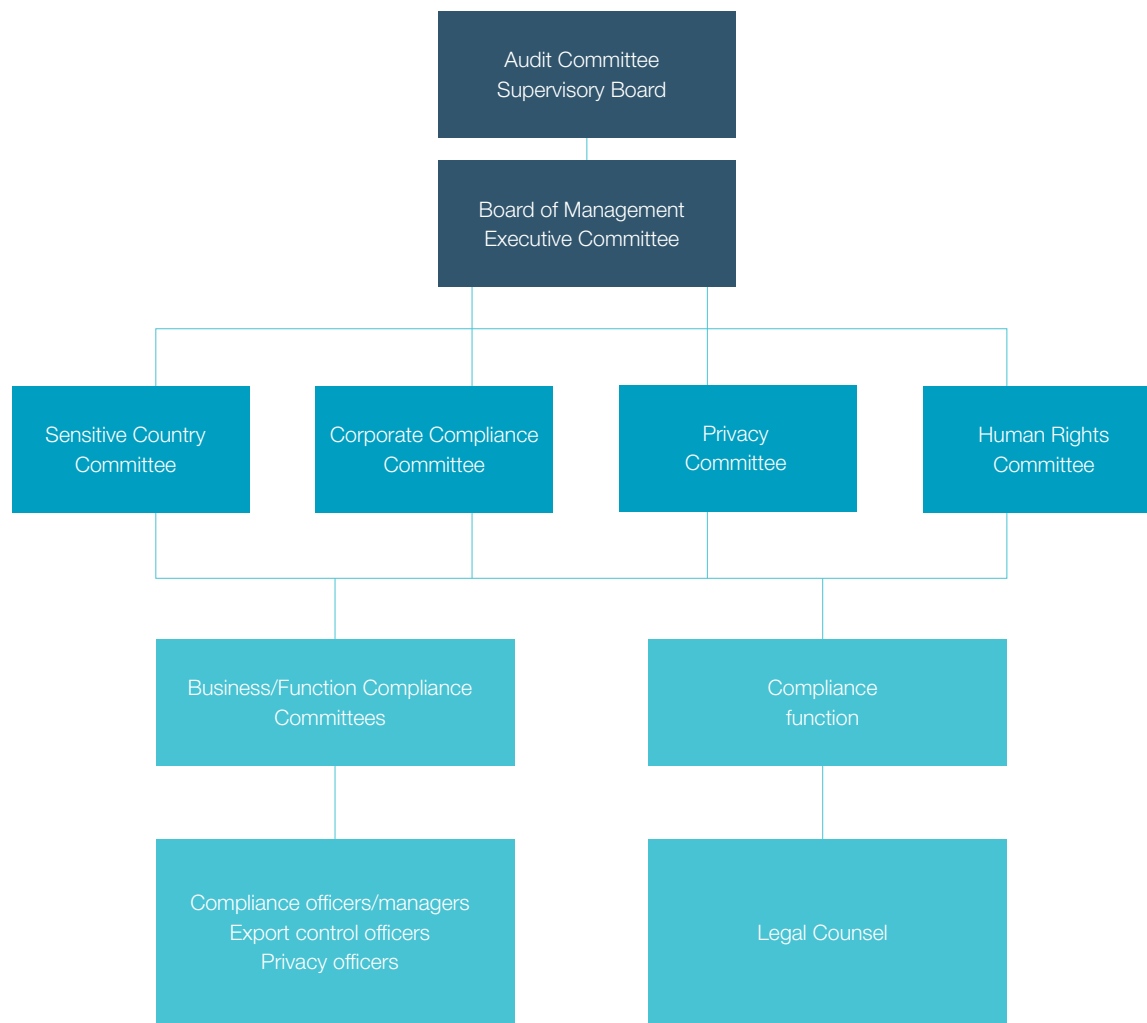 Audit Committee
Supervisory Board
Board of Management
Executive Committee
Sensitive Country
Committee
Corporate Compliance
Committee
Privacy
Committee
Human Rights
Committee
Business/Function Compliance
Committees
Compliance
function
Compliance officers/managers
Export control officers
Privacy officers
Legal Counsel